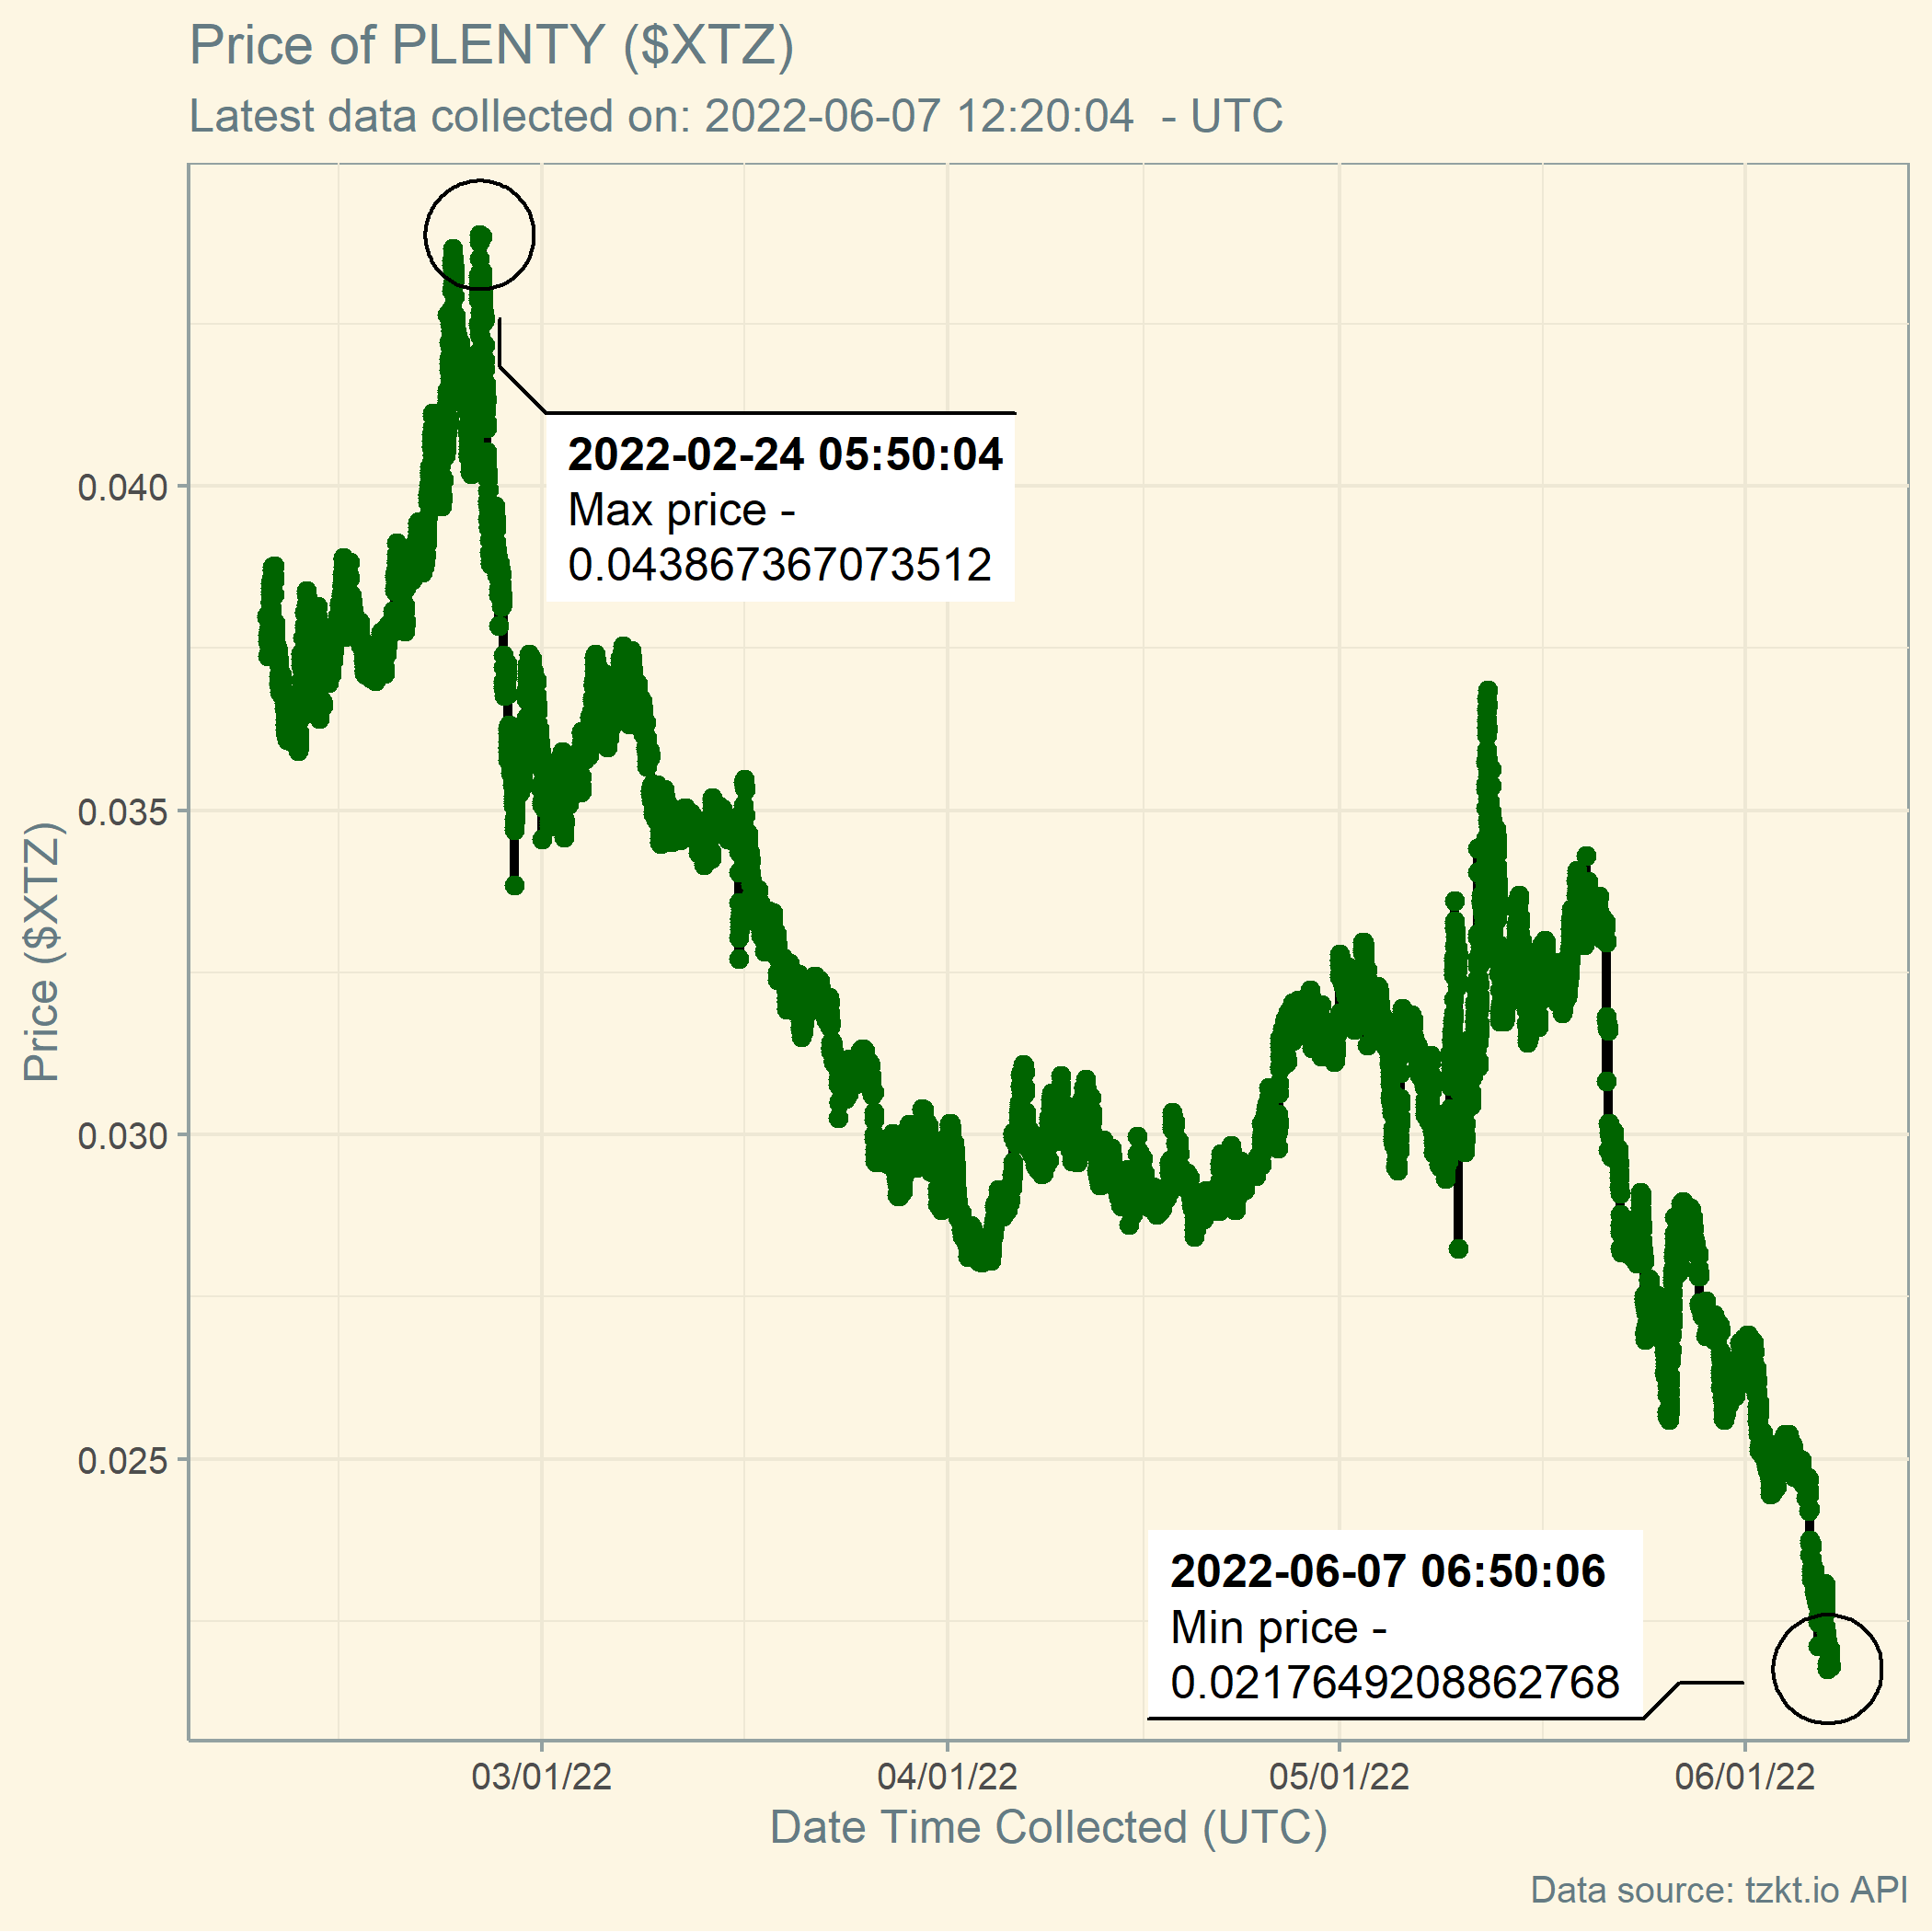 Price of PLENTY ($XTZ)
Latest data collected on: 2022-06-07 12:20:04  - UTC
2022-02-24 05:50:04
Max price -
0.043867367073512
0.040
0.035
0.030
0.025
Price ($XTZ)
2022-06-07 06:50:06
Min price -
0.0217649208862768
03/01/22
04/01/22
05/01/22
06/01/22
Date Time Collected (UTC)
Data source: tzkt.io API